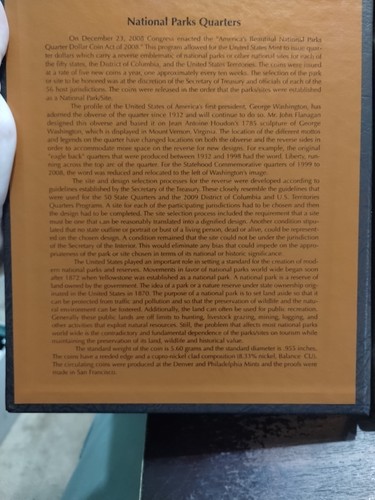 National Parks Quarters
On December 23, 2008 Congress enacted the "America's Beautiful National Parks
Quarter Dollar Coin Act of 2008." This program allowed for the United States Mint to issue quar-
ter dollars which carry a reverse emblematic of national parks or other national sites for each of
the fifty states, the District of Columbia, and the United States Territories. The coins were issued
at a rate of five new coins a year, one approximately every ten weeks. The selection of the park
or site to be honored was at the discretion of the Secretary of Treasury and officials of each of the
56 host jurisdictions. The coins were released in the order that the parks/sites were established
as a National Park/Site.
The profile of the United States of America's first president, George Washington, has
adorned the obverse of the quarter since 1932 and will continue to do so. Mr. John Flanagan
designed this obverse and based it on Jean Antoine Houdon's 1785 sculpture of George
Washington, which is displayed in Mount Vernon, Virginia. The location of the different mottos
and legends on the quarter have changed locations on both the obverse and the reverse sides in
order to accommodate more space on the reverse for new designs. For example, the original
"eagle back" quarters that were produced between 1932 and 1998 had the word, Liberty, run-
ning across the top arc of the quarter. For the Statehood Commemorative quarters of 1999 to
2008, the word was reduced and relocated to the left of Washington's image.
The site and design selection processes for the reverse were developed according to
guidelines established by the Secretary of Treasury. These closely resemble the guidelines that
were used for the 50 State Quarters and the 2009 District of Columbia and U.S. Territories
Quarters Programs. A site for each of the participating jurisdictions had to be chosen and then
the design had to be completed. The site selection process included the requirement that a site
must be one that can be reasonably translated into a dignified design. Another condition stipu-
lated that no state outline or portrait or bust of a living person, dead or alive, could be represent-
ed on the chosen design. A condition remained that the site could not be under the jurisdiction
of the Secretary of the Interior. This would eliminate any bias that could impede on the appro-
priateness of the park or site chosen in terms of its national or historic significance.
The United States played an important role in setting a standard for the creation of mod-
ern national parks and reserves. Movements in favor of national parks world wide began soon
after 1872 when Yellowstone was established as a national park. A national park is a reserve of
land owned by the government. The idea of a park or a nature reserve under state ownership orig-
inated in the United States in 1870. The purpose of a national park is to set land aside so that it
can be protected from traffic and pollution and so that the preservation of wildlife and the natu-
ral environment can be fostered. Additionally, the land can often be used for public recreation.
Generally these public lands are off limits to hunting, livestock grazing, mining, logging, and
other activities that exploit natural resources. Still, the problem that affects most national parks
world wide is the contradictory and fundamental dependence of the parks/sites on tourism while
maintaining the preservation of its land, wildlife and historical value.
The standard weight of the coin is 5.60 grams and the standard diameter is .955 inches.
The coins have a reeded edge and a cupro-nickel clad composition (8.33% nickel, Balance CU).
The circulating coins were produced at the Denver and Philadelphia Mints and the proofs were
made in San Francisco.